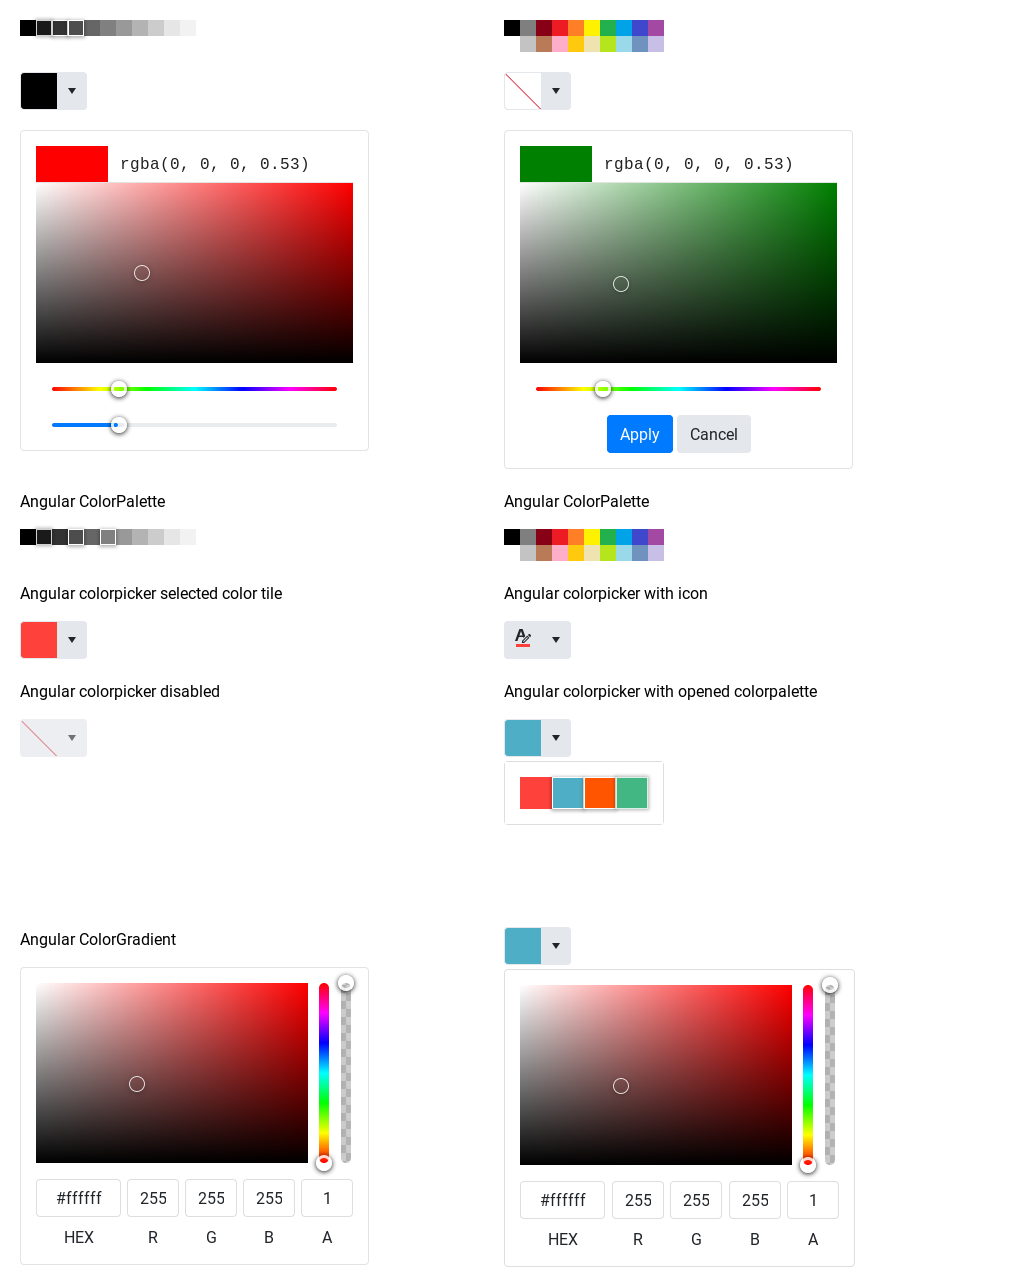 rgba(0, 0, 0, 0.53)
rgba(0, 0, 0, 0.53)
Apply Cancel
Angular ColorPalette
Angular ColorPalette
Angular colorpicker selected color tile
Angular colorpicker with icon
A
Angular colorpicker disabled
Angular colorpicker with opened colorpalette
Angular ColorGradient
#ffffff 255 255 255 1
HEX R G B A
#ffffff 255 255 255 1
HEX R G B A